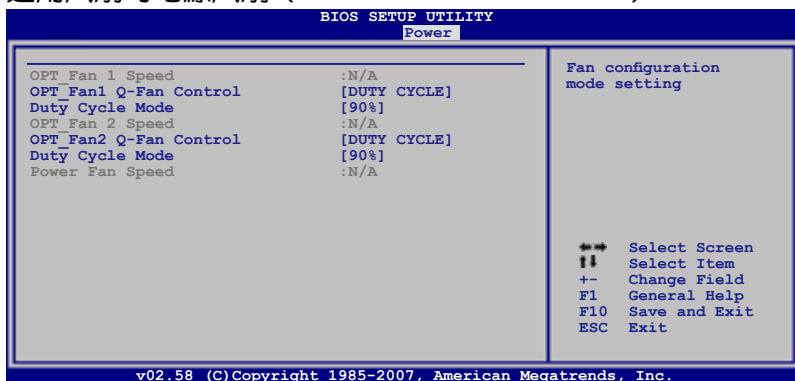 BIOS SETUP UTILITY
Power
OPT_Fan 1 Speed :N/A
OPT_Fan1 Q-Fan Control [DUTY CYCLE]
Duty Cycle Mode [90%]
OPT_Fan 2 Speed :N/A
OPT_Fan2 Q-Fan Control [DUTY CYCLE]
Duty Cycle Mode [90%]
Power Fan Speed :N/A
Fan configuration
mode setting
Select Screen
Select Item
+- Change Field
F1 General Help
F10 Save and Exit
ESC Exit
v02.58 (C)Copyright 1985-2007, American Megatrends, Inc.